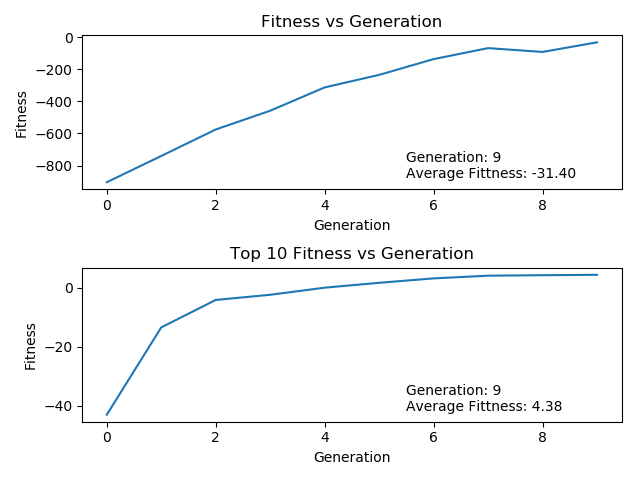 Fitness vs Generation
0
−200
−400
−600
−800
Fitness
Generation: 9
Average Fittness: -31.40
0 2 4 6 8
Generation
Top 10 Fitness vs Generation
0
−20
−40
Fitness
Generation: 9
Average Fittness: 4.38
0 2 4 6 8
Generation